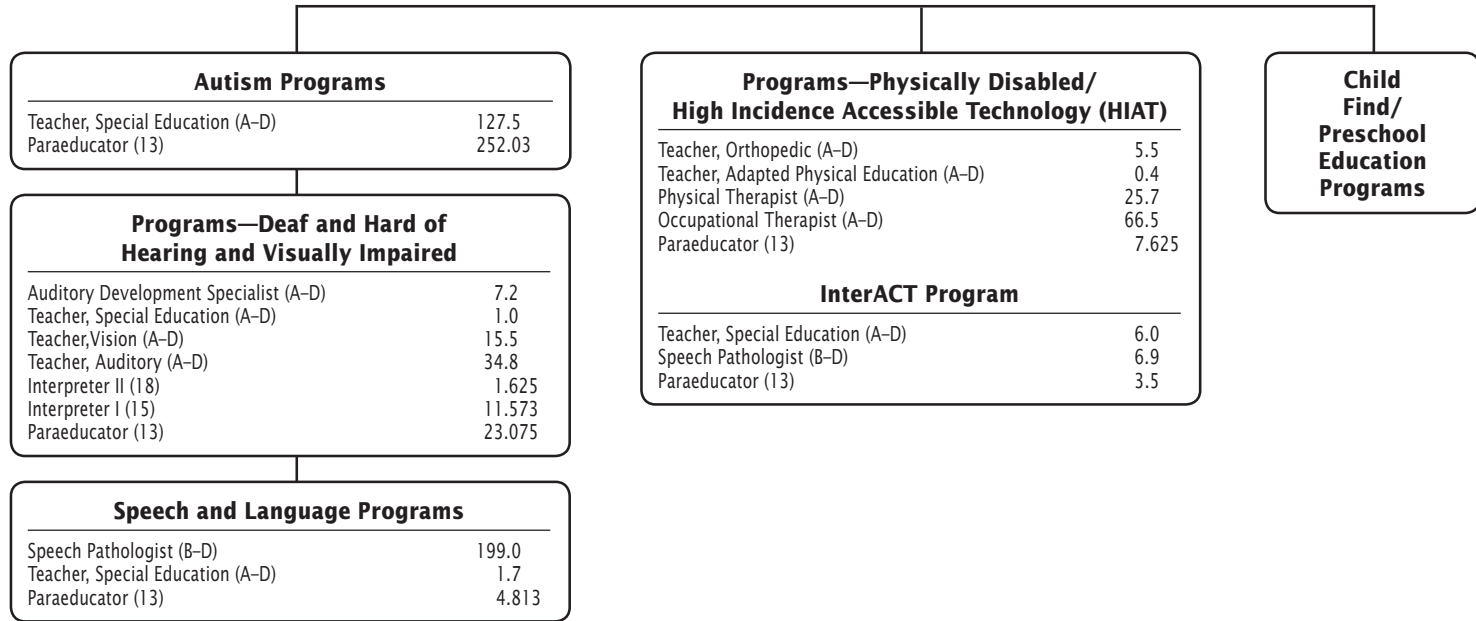 Autism Programs
Teacher, Special Education (A–D) 127.5
Paraeducator (13) 252.03
Programs—Deaf and Hard of
Hearing and Visually Impaired
Auditory Development Specialist (A–D) 7.2
Teacher, Special Education (A–D) 1.0
Teacher,Vision (A–D) 15.5
Teacher, Auditory (A–D) 34.8
Interpreter II (18) 1.625
Interpreter I (15) 11.573
Paraeducator (13) 23.075
Speech and Language Programs
Speech Pathologist (B–D) 199.0
Teacher, Special Education (A–D) 1.7
Paraeducator (13) 4.813
Programs—Physically Disabled/
High Incidence Accessible Technology (HIAT)
Teacher, Orthopedic (A–D) 5.5
Teacher, Adapted Physical Education (A–D) 0.4
Physical Therapist (A–D) 25.7
Occupational Therapist (A–D) 66.5
Paraeducator (13) 7.625
InterACT Program
Teacher, Special Education (A–D) 6.0
Speech Pathologist (B–D) 6.9
Paraeducator (13) 3.5
Child
Find/
Preschool
Education
Programs